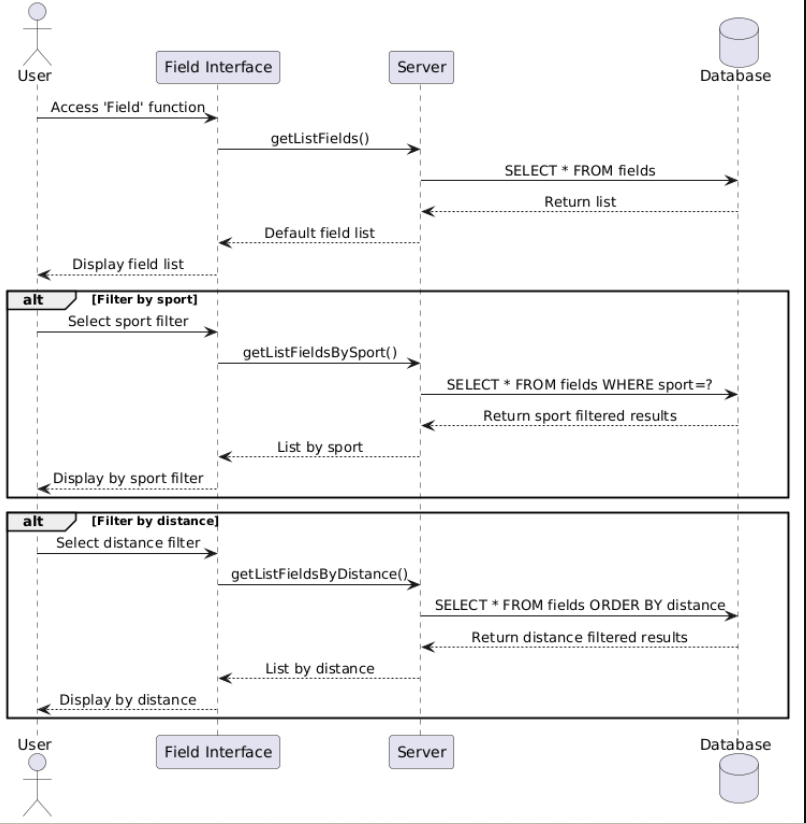 User
Field Interface
Server
Database
Access 'Field' function
getListFields()
SELECT * FROM fields
Return list
Default field list
Display field list
alt [Filter by sport]
Select sport filter
getListFieldsBySport()
SELECT * FROM fields WHERE sport=?
Return sport filtered results
List by sport
Display by sport filter
alt [Filter by distance]
Select distance filter
getListFieldsByDistance()
SELECT * FROM fields ORDER BY distance
Return distance filtered results
List by distance
Display by distance
User
Field Interface
Server
Database